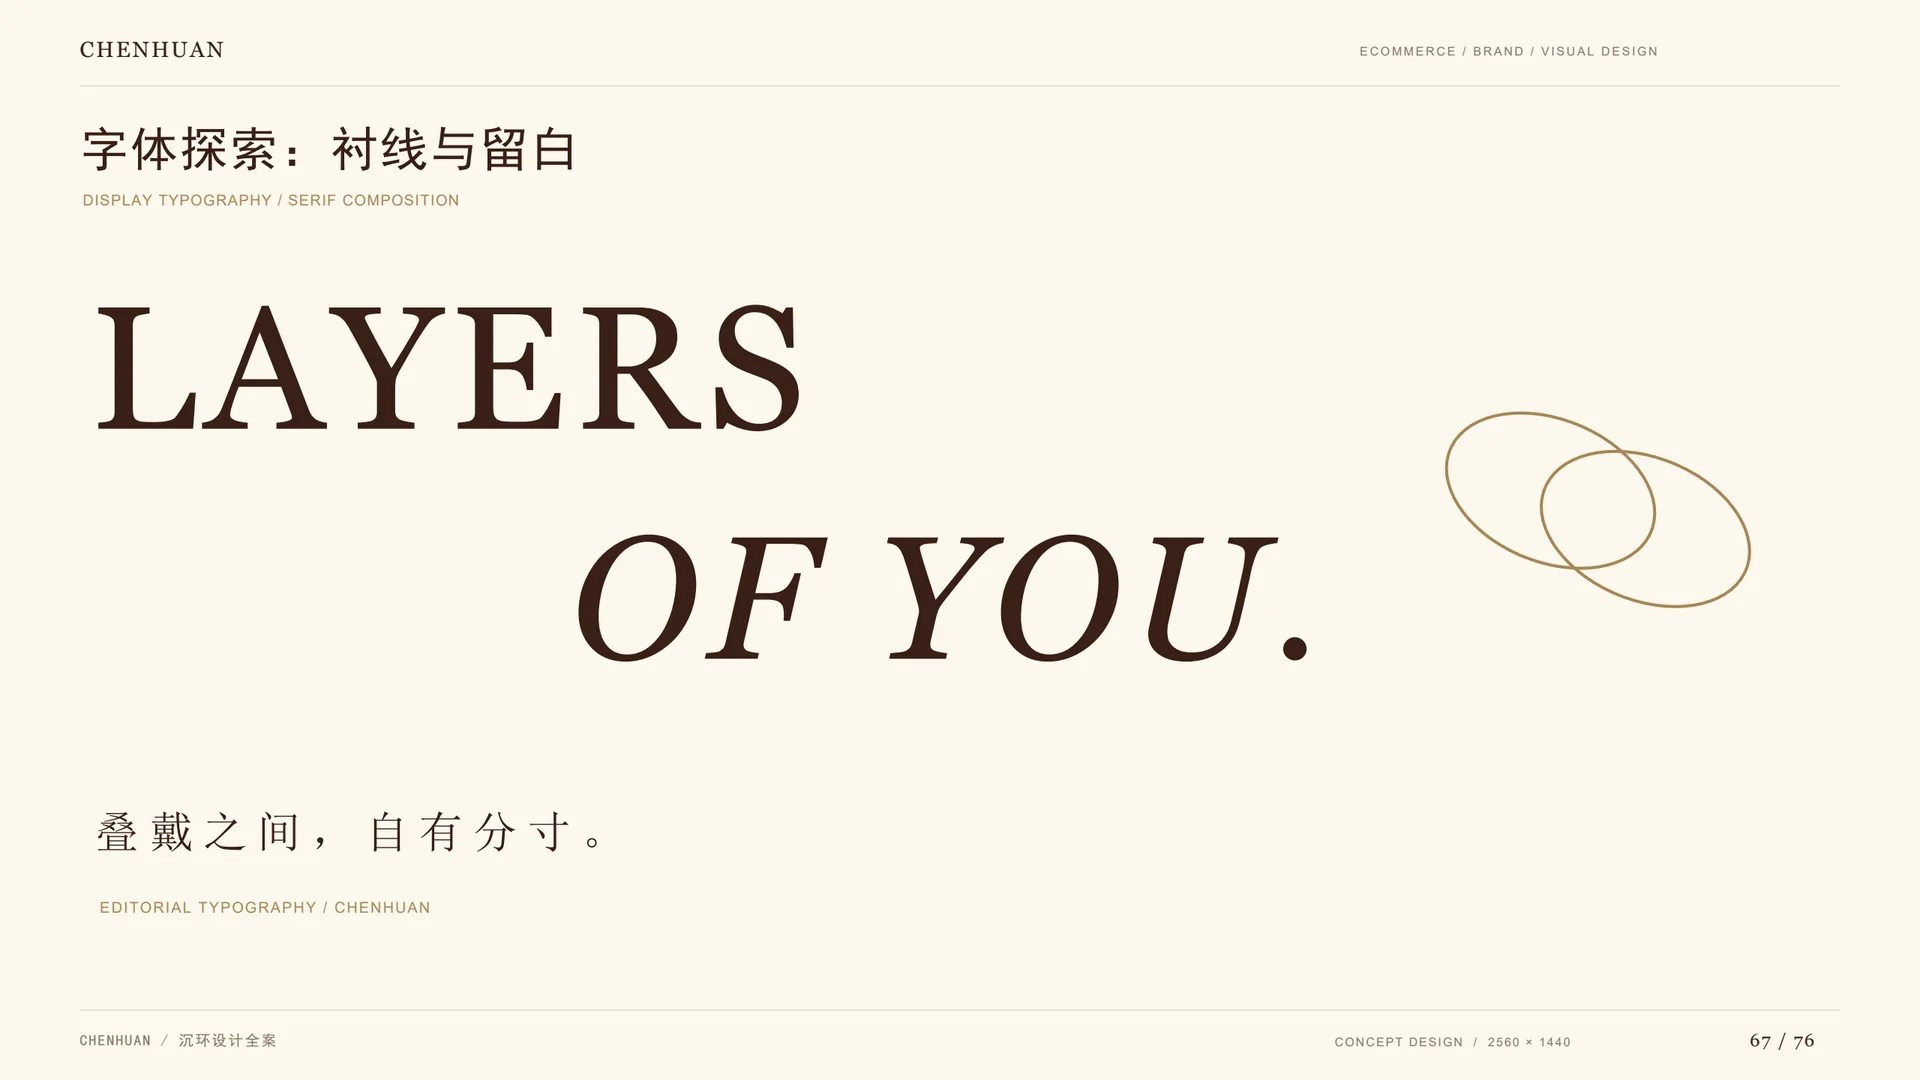 CHENHUAN
ECOMMERCE / BRAND / VISUAL DESIGN
字体探索：衬线与留白
DISPLAY TYPOGRAPHY / SERIF COMPOSITION
LAYERS
OF YOU.
叠戴之间，自有分寸。
EDITORIAL TYPOGRAPHY / CHENHUAN
CHENHUAN / 沉环设计全案
CONCEPT DESIGN / 2560 × 1440
67 / 76